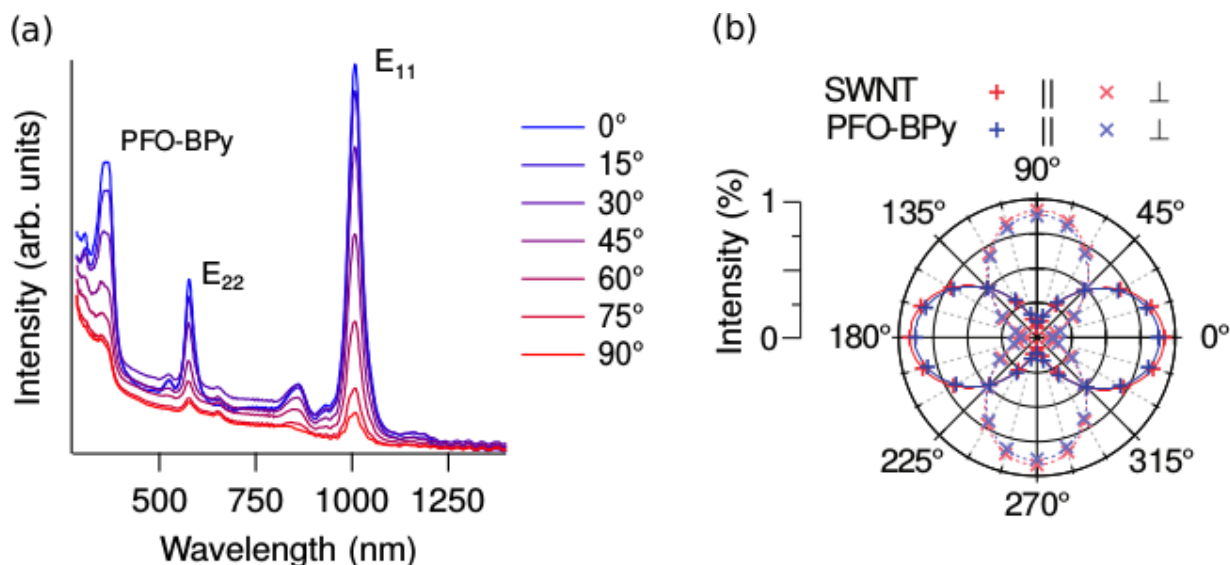 (a)
Intensity (arb. units)
PFO-BPy
E22
E11
0°
15°
30°
45°
60°
75°
90°
500 750 1000 1250
Wavelength (nm)
(b)
SWNT + || × ⊥
PFO-BPy + || × ⊥
Intensity (%)
1
0
90°
135° 45°
180° 0°
225° 315°
270°